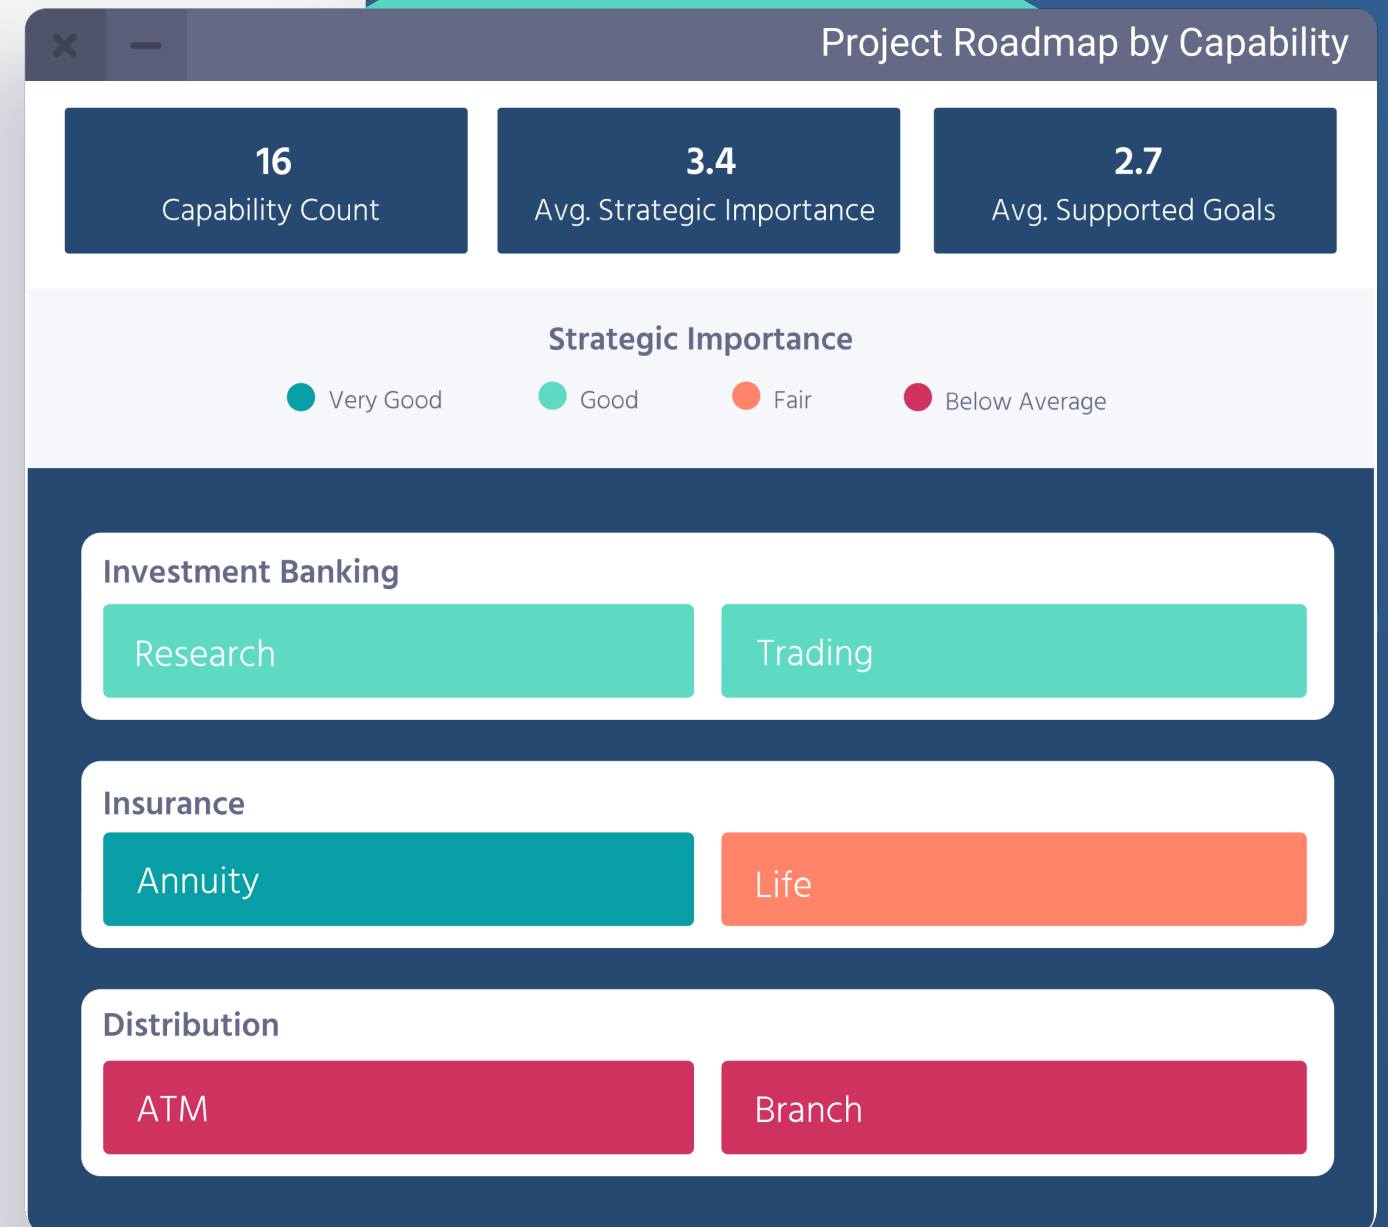 Project Roadmap by Capability
16
Capability Count
3.4
Avg. Strategic Importance
2.7
Avg. Supported Goals
Strategic Importance
Very Good
Good
Fair
Below Average
Investment Banking
Research
Trading
Insurance
Annuity
Life
Distribution
ATM
Branch